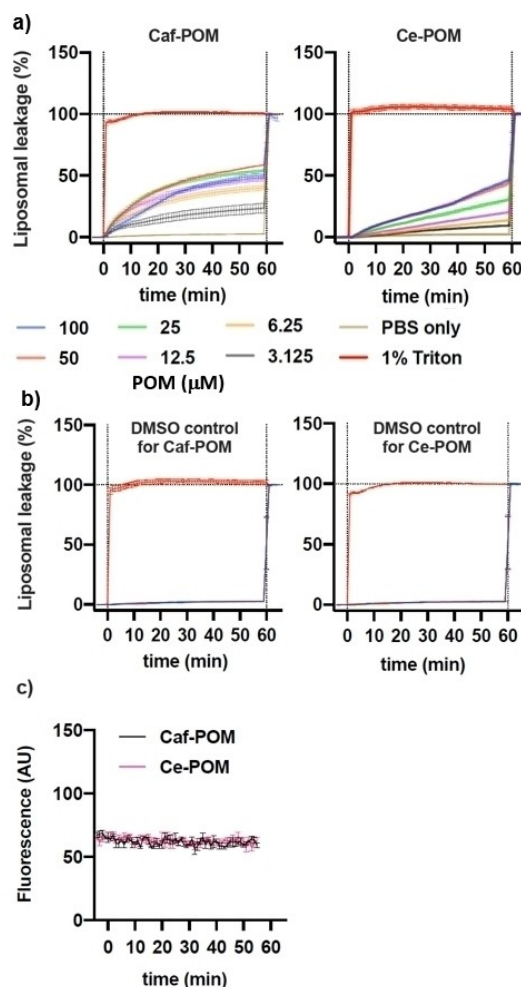 a)
Caf-POM
Ce-POM
Liposomal leakage (%)
150
100
50
0
0 10 20 30 40 50 60
time (min)
150
100
50
0
0 10 20 30 40 50 60
time (min)
100 25 6.25 PBS only
50 12.5 3.125 1% Triton
POM (µM)
b)
DMSO control
for Caf-POM
DMSO control
for Ce-POM
Liposomal leakage (%)
150
100
50
0
0 10 20 30 40 50 60
time (min)
150
100
50
0
0 10 20 30 40 50 60
time (min)
c)
Caf-POM
Ce-POM
Fluorescence (AU)
150
100
50
0
0 10 20 30 40 50 60
time (min)